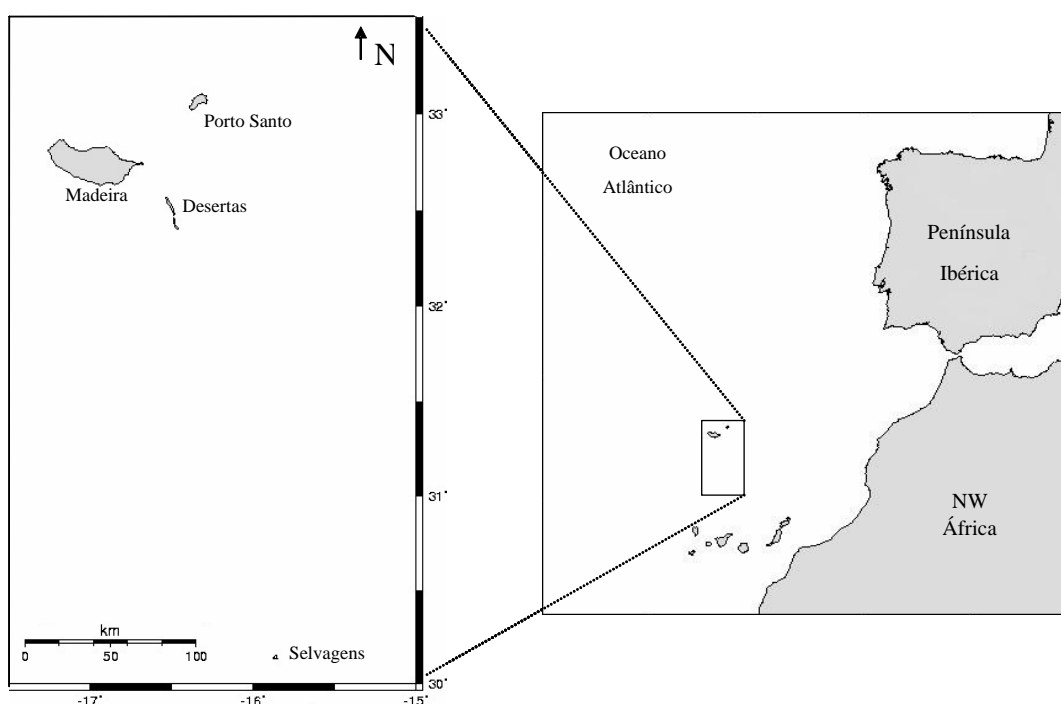 N
33˚
Porto Santo
Madeira
Desertas
32˚
31˚
km
0 50 100
Selvagens
30˚
-17˚ -16˚ -15˚
Oceano
Atlântico
Península
Ibérica
NW
África